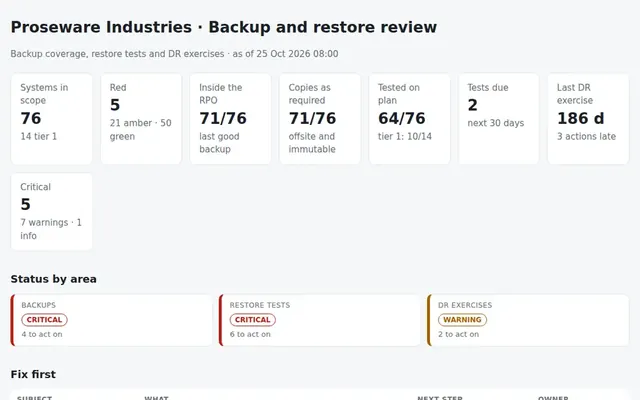 Proseware Industries · Backup and restore review
Backup coverage, restore tests and DR exercises · as of 25 Oct 2026 08:00
Systems in
scope
76
14 tier 1
Red
5
21 amber · 50
green
Inside the
RPO
71/76
last good
backup
Copies as
required
71/76
offsite and
immutable
Tested on
plan
64/76
tier 1: 10/14
Tests due
2
next 30 days
Last DR
exercise
186 d
3 actions late
Critical
5
7 warnings · 1
info
Status by area
BACKUPS
CRITICAL
4 to act on
RESTORE TESTS
CRITICAL
6 to act on
DR EXERCISES
WARNING
2 to act on
Fix first
SUBJECT WHAT NEXT STEP OWNER